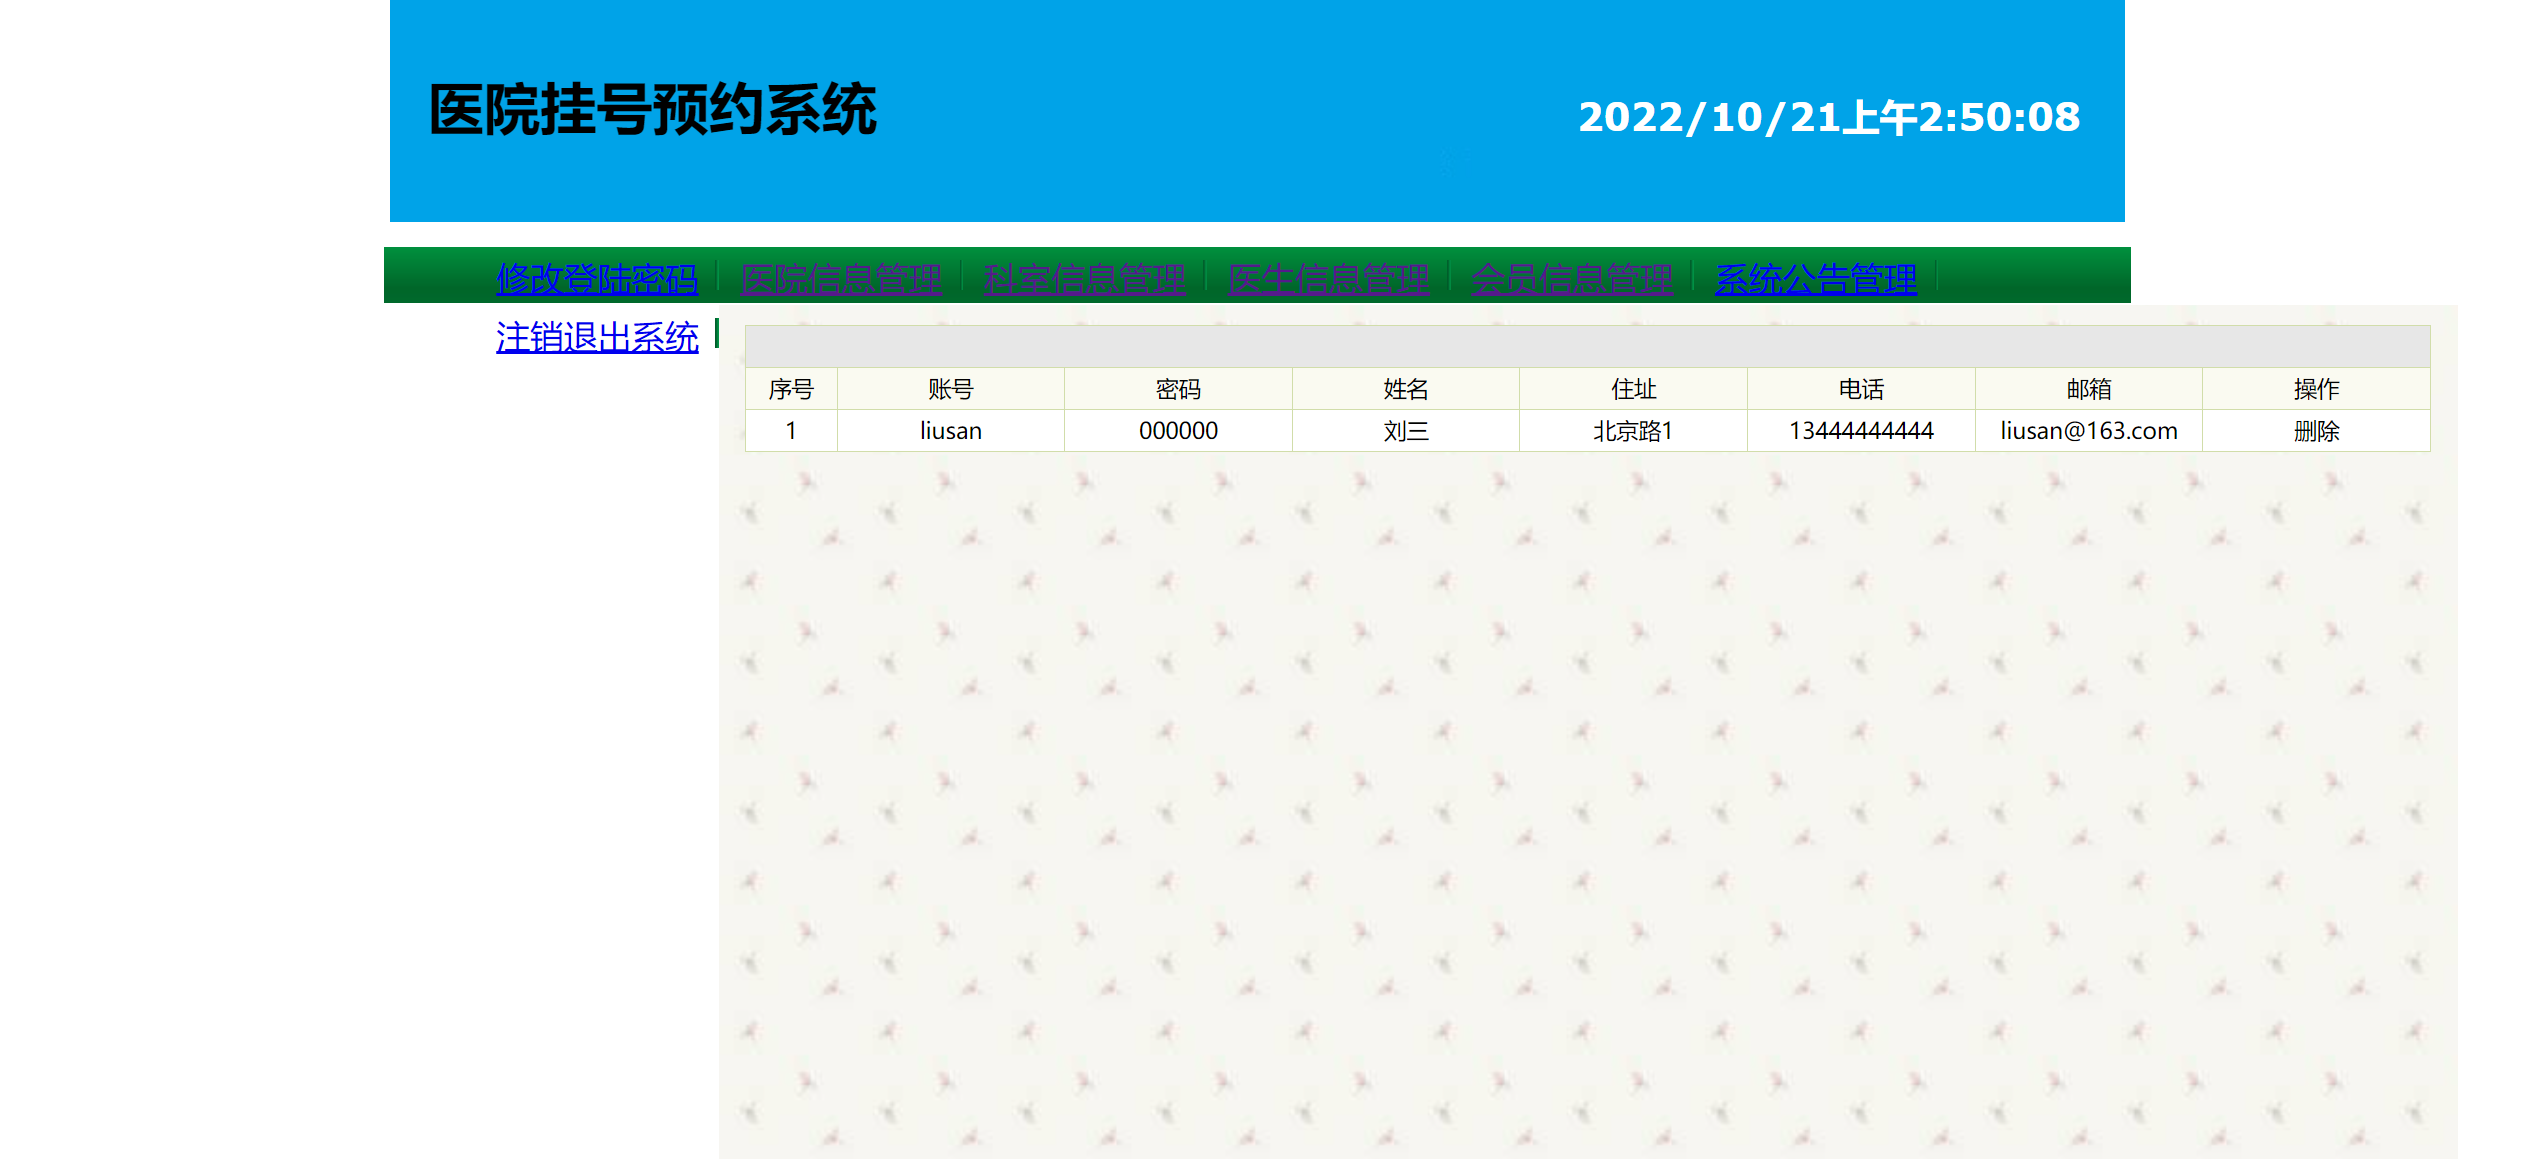 医院挂号预约系统
2022/10/21上午2:50:08
修改登陆密码 医院信息管理 科室信息管理 医生信息管理 会员信息管理 系统公告管理
注销退出系统
序号 账号 密码 姓名 住址 电话 邮箱 操作
1 liusan 000000 刘三 北京路1 13444444444 liusan@163.com 删除